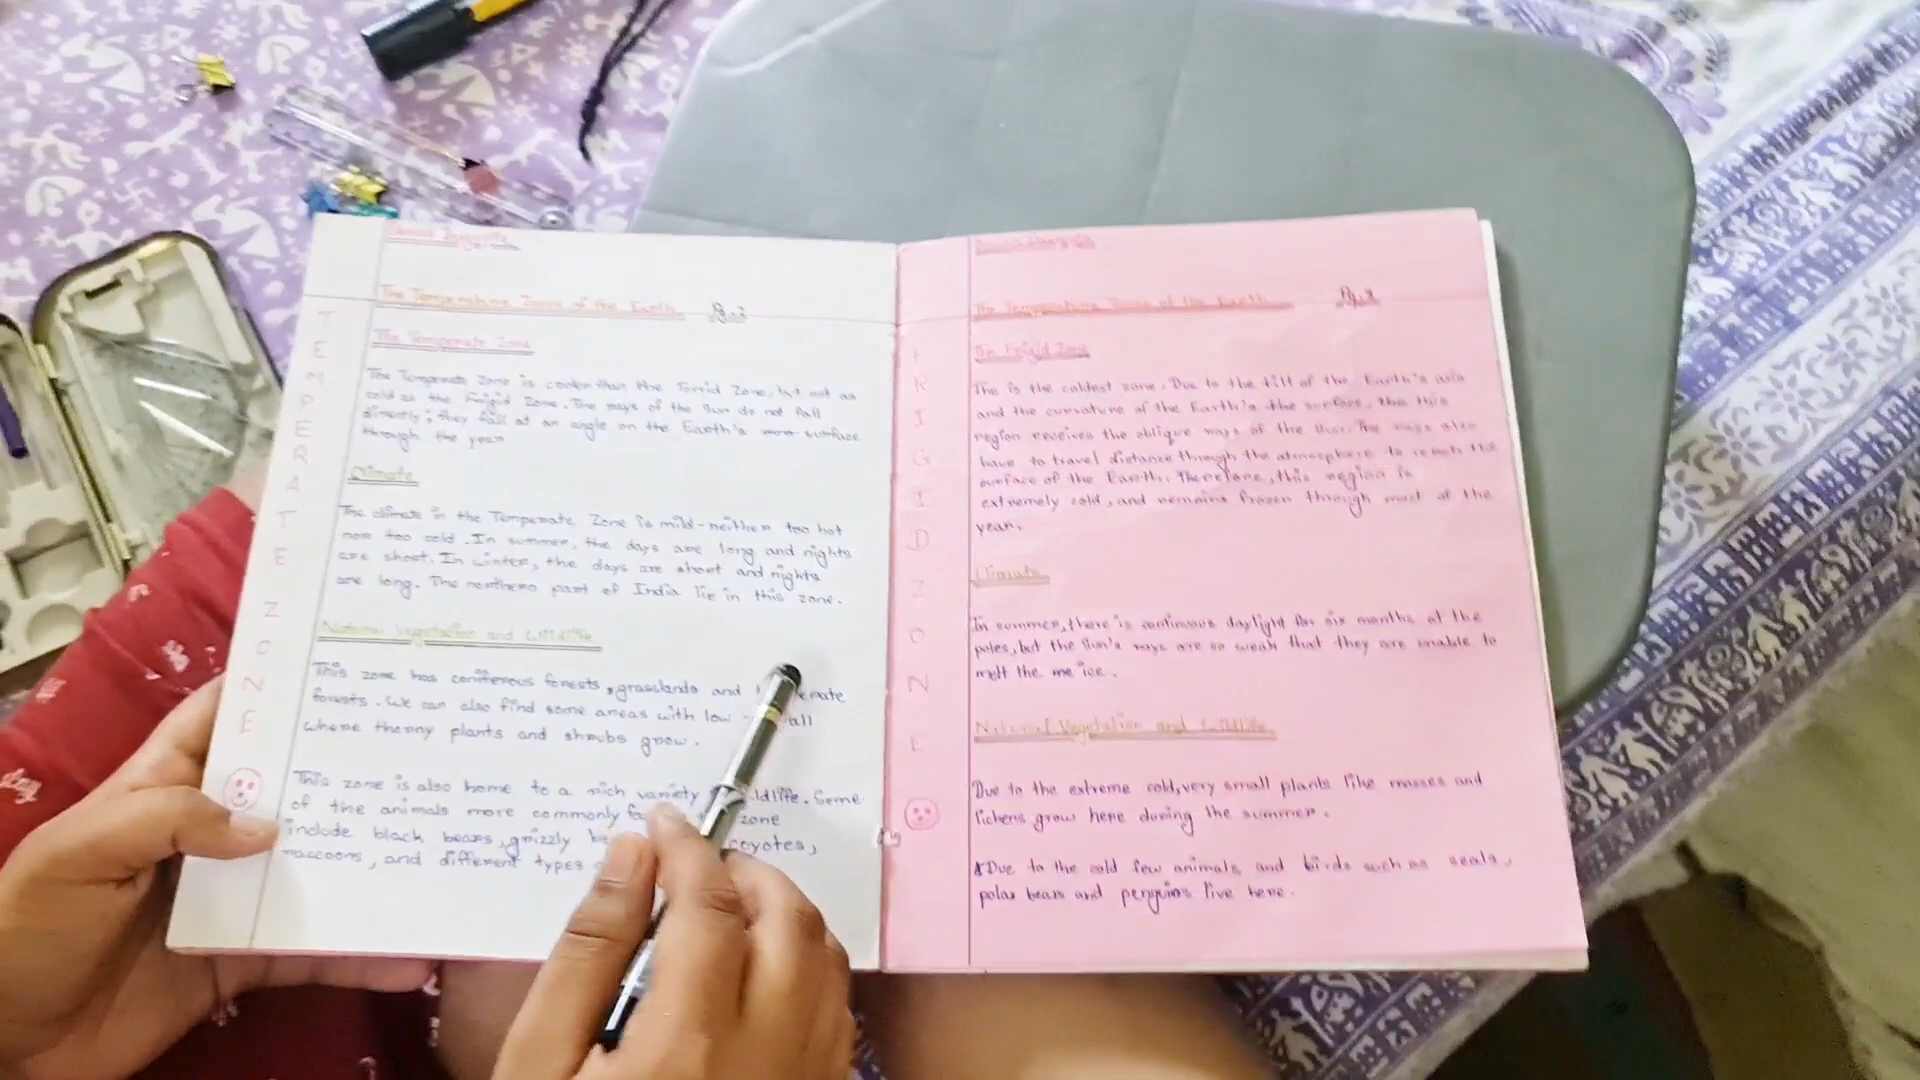 The Temperature Zones of the Earth Pg.2
The Temperate Zone
The Temperate Zone is cooler than the Torrid Zone, but not as
cold as the Frigid Zone. The rays of the Sun do not fall
directly; they fall at an angle on the Earth's surface
through the year
Climate
The climate in the Temperate Zone is mild-neither too hot
nor too cold. In summer, the days are long and nights
are short. In winter, the days are short and nights
are long. The northern part of India lie in this zone.
Natural Vegetation and Wildlife
This zone has coniferous forests, grasslands and
forests. We can also find some areas with low
where thorny plants and shrubs grow.
This zone is also home to a rich variety Some
of the animals more commonly zone
include black bears, grizzly coyotes,
raccoons, and different types
TEMPERATE ZONE
The Temperature Zones of the Earth
The Frigid Zone
The is the coldest zone. Due to the tilt of the Earth's axis
and the curvature of the Earth's the surface, the this
region receives the oblique rays of the Sun. The rays also
have to travel distance through the atmosphere to reach the
surface of the Earth. Therefore, this region is
extremely cold, and remains frozen through most of the
year.
Climate
In summer, there is continuous daylight for six months at the
poles, but the Sun's rays are so weak that they are unable to
melt the ice.
Natural Vegetation and Wildlife
Due to the extreme cold, very small plants like mosses and
lichens grow here during the summer.
Due to the cold few animals, and birds such as seals,
polar bears and penguins live here.
FRIGID ZONE